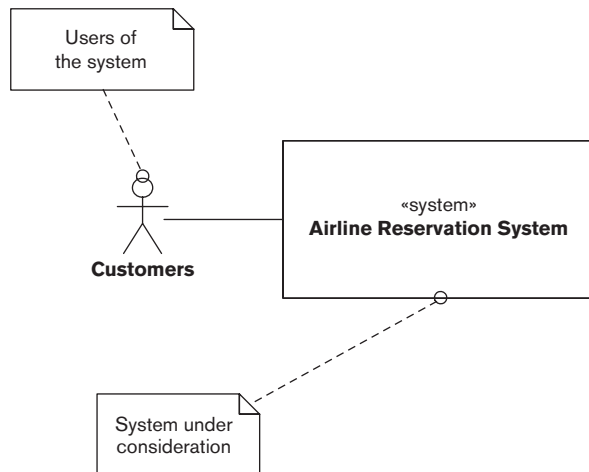 Users of
the system
«system»
Airline Reservation System
Customers
System under
consideration